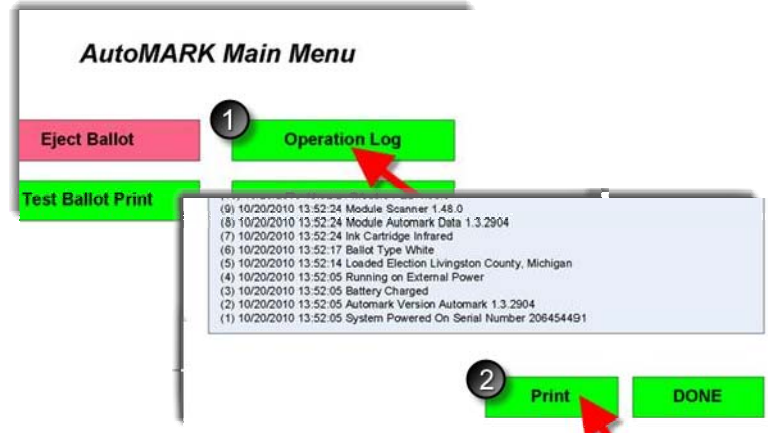 AutoMARK Main Menu
1
Eject Ballot
Operation Log
Test Ballot Print
(9) 10/20/2010 13:52:24 Module Scanner 1.48.0
(8) 10/20/2010 13:52:24 Module Automark Data 1.3.2904
(7) 10/20/2010 13:52:24 Ink Cartridge Infrared
(6) 10/20/2010 13:52:17 Ballot Type White
(5) 10/20/2010 13:52:14 Loaded Election Livingston County, Michigan
(4) 10/20/2010 13:52:05 Running on External Power
(3) 10/20/2010 13:52:05 Battery Charged
(2) 10/20/2010 13:52:05 Automark Version Automark 1.3.2904
(1) 10/20/2010 13:52:05 System Powered On Serial Number 206454491
2
Print
DONE